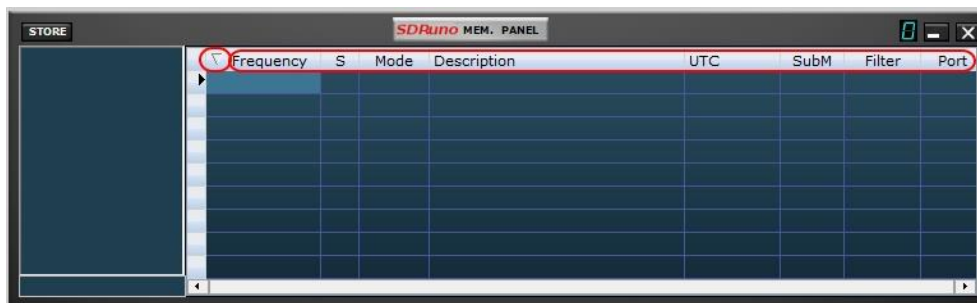 STORE SDRuno MEM. PANEL 0
Frequency S Mode Description UTC SubM Filter Port